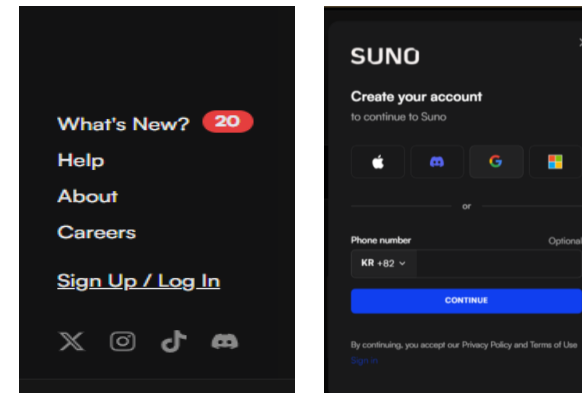 What's New? 20
Help
About
Careers
Sign Up / Log In
SUNO
Create your account
to continue to Suno
or
Phone number Optional
KR +82
CONTINUE
By continuing, you accept our Privacy Policy and Terms of Use
Sign in